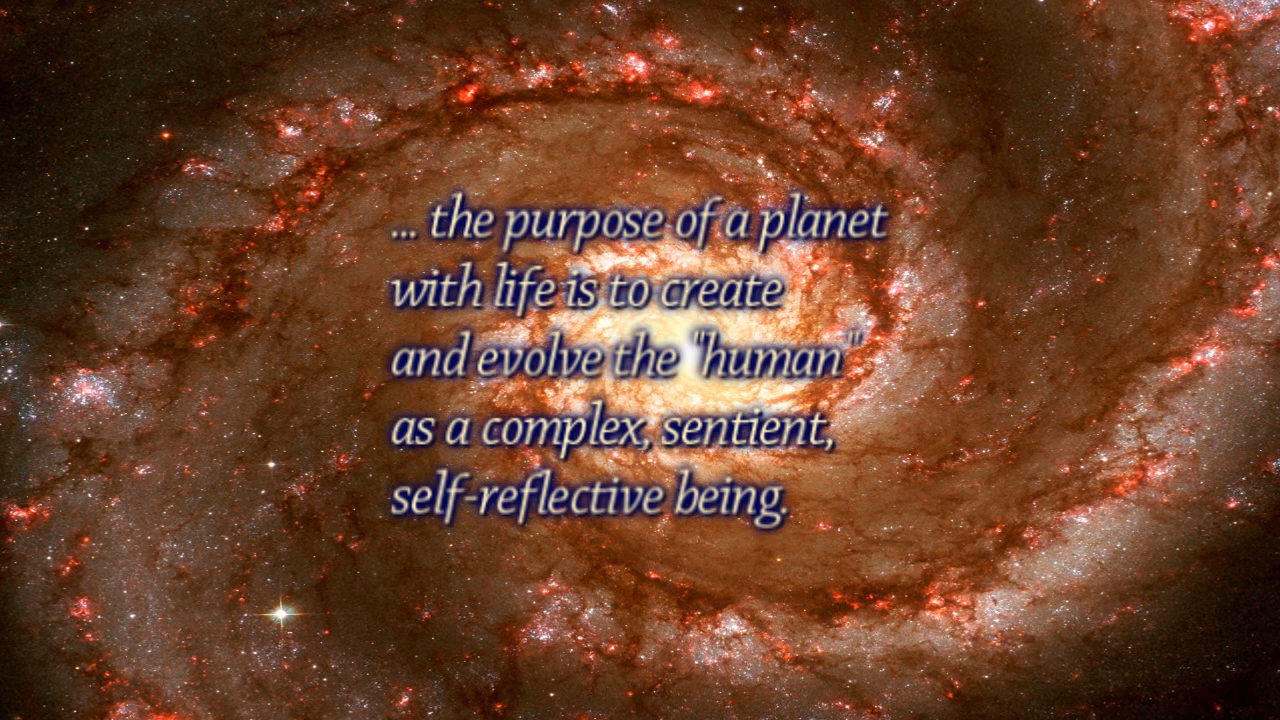 ... the purpose of a planet
with life is to create
and evolve the "human"
as a complex, sentient,
self-reflective being.